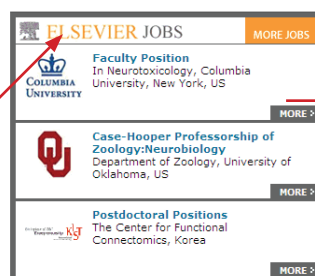 ELSEVIER JOBS
MORE JOBS
Faculty Position
In Neurotoxicology, Columbia
University, New York, US
COLUMBIA
UNIVERSITY
MORE >
Case-Hooper Professorship of
Zoology:Neurobiology
Department of Zoology, University of
Oklahoma, US
MORE >
Postdoctoral Positions
The Center for Functional
Connectomics, Korea
KIST
MORE >